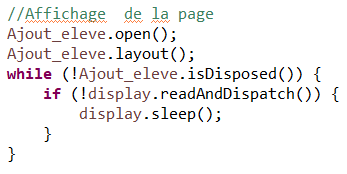 //Affichage  de la page
Ajout_eleve.open();
Ajout_eleve.layout();
while (!Ajout_eleve.isDisposed()) {
    if (!display.readAndDispatch()) {
        display.sleep();
    }
}